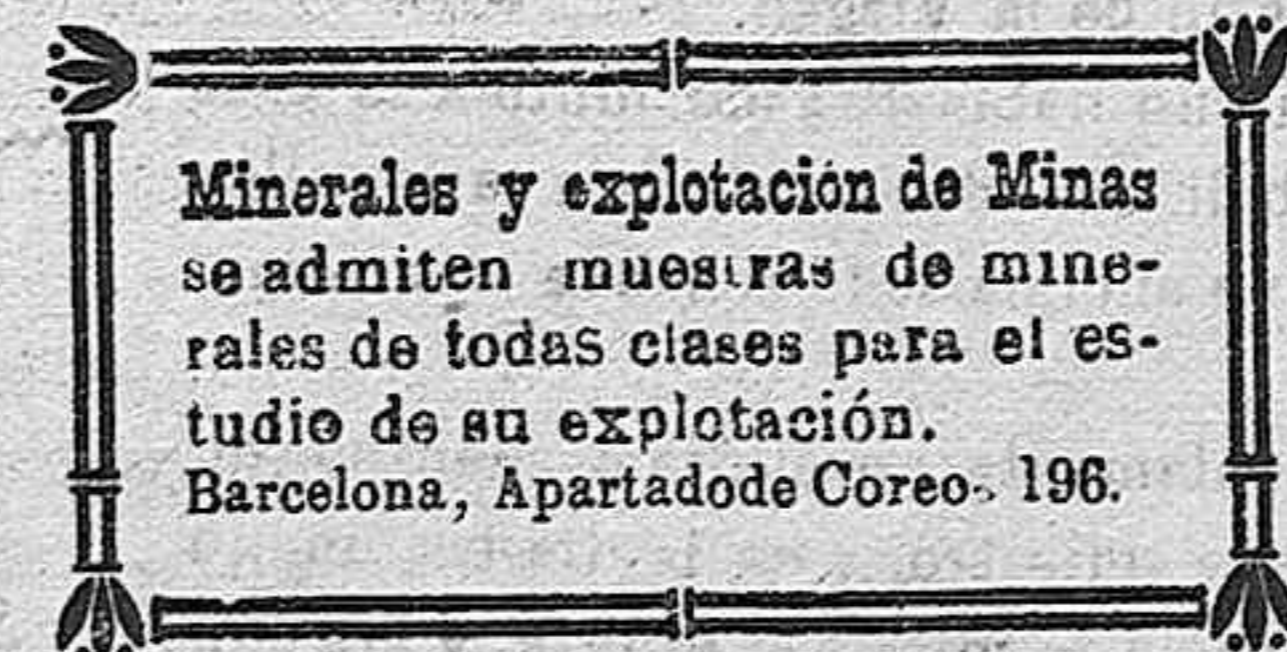 Minerales y explotación de Minas
se admiten muestras de mine-
rales de todas clases para el es-
tudio de su explotación.
Barcelona, Apartadode Coreo. 196.